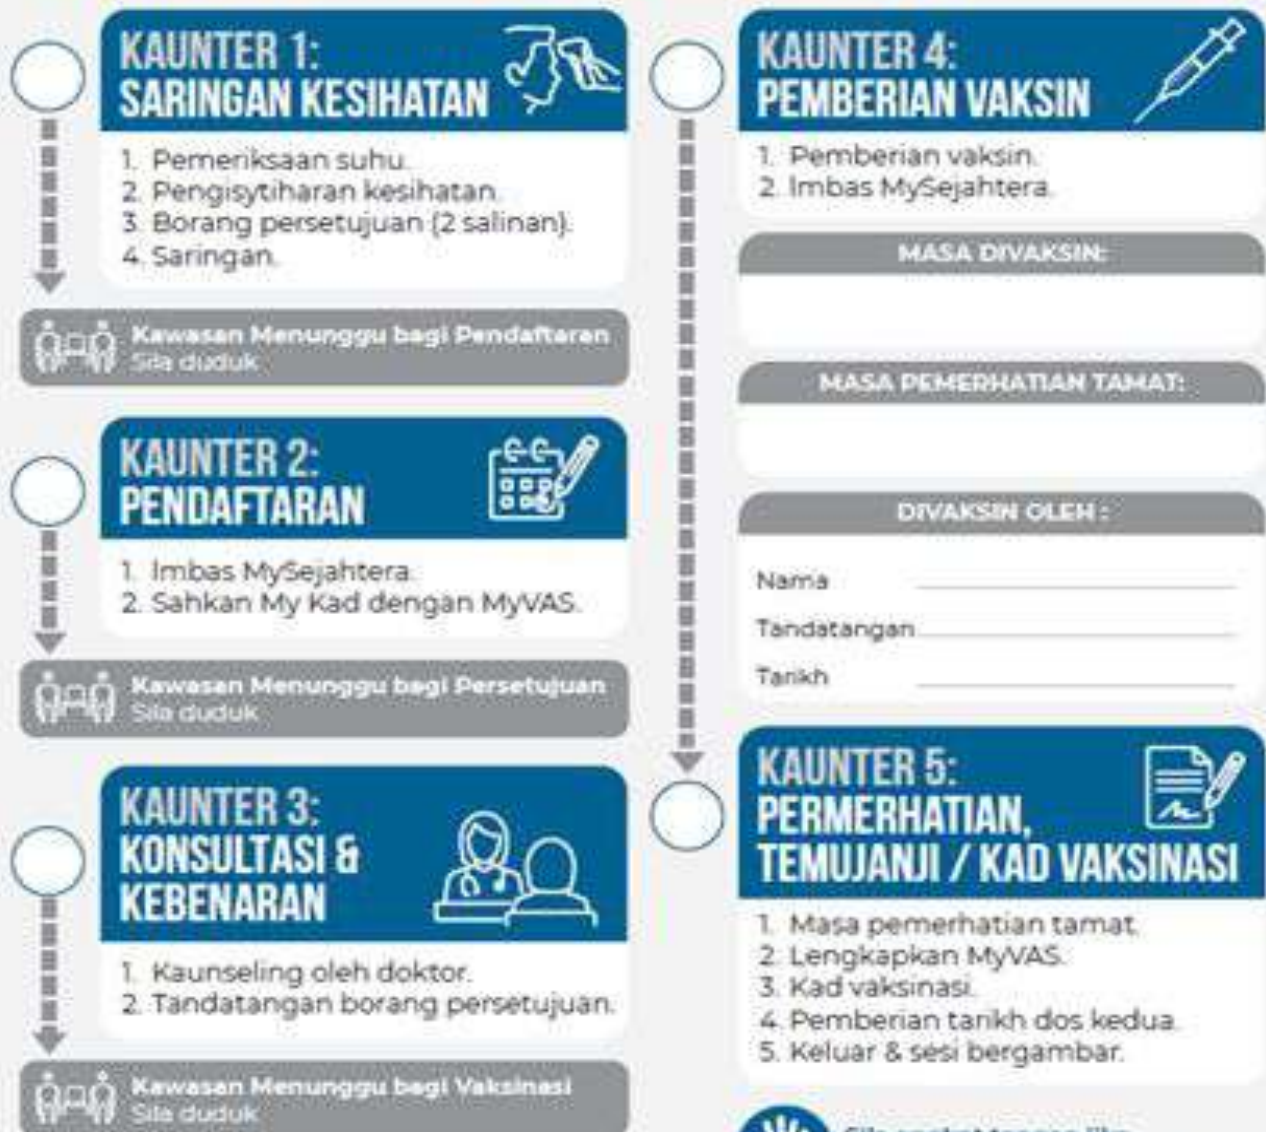 KAUNTER 1:
SARINGAN KESIHATAN
1. Pemeriksaan suhu.
2. Pengisytiharan kesihatan.
3. Borang persetujuan (2 salinan).
4. Saringan.
Kawasan Menunggu bagi Pendaftaran
Sila duduk
KAUNTER 2:
PENDAFTARAN
1. Imbas MySejahtera.
2. Sahkan My Kad dengan MyVAS.
Kawasan Menunggu bagi Persetujuan
Sila duduk
KAUNTER 3:
KONSULTASI &
KEBENARAN
1. Kaunseling oleh doktor.
2. Tandatangan borang persetujuan.
Kawasan Menunggu bagi Vaksinasi
Sila duduk
KAUNTER 4:
PEMBERIAN VAKSIN
1. Pemberian vaksin.
2. Imbas MySejahtera.
MASA DIVAKSIN:
MASA PEMERHATIAN TAMAT:
DIVAKSIN OLEH :
Nama
Tandatangan
Tarikh
KAUNTER 5:
PERMERHATIAN,
TEMUJANJI / KAD VAKSINASI
1. Masa pemerhatian tamat.
2. Lengkapkan MyVAS.
3. Kad vaksinasi.
4. Pemberian tarikh dos kedua.
5. Keluar & sesi bergambar.